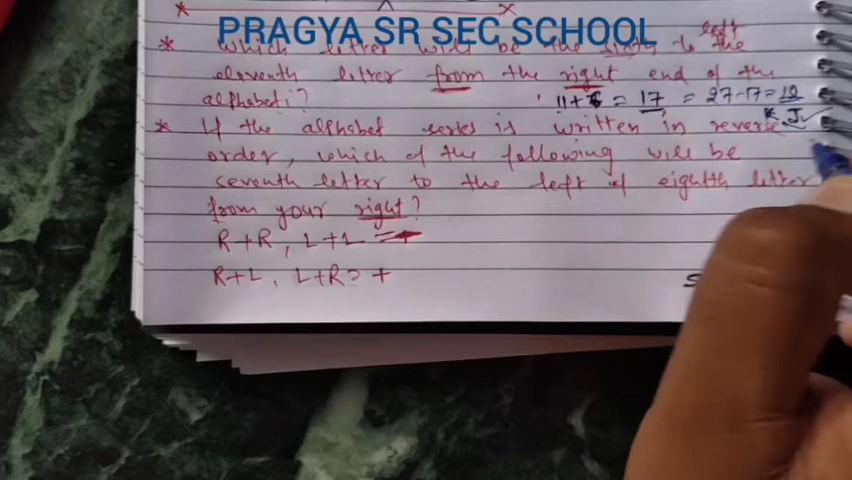 PRAGYA SR SEC SCHOOL
* Which letter will be the sixth to left the
eleventh letter from the right end of the
alphabet? 11+6 = 17 = 27-17=10
K J ✓
* If the alphabet series is written in reverse
order, which of the following will be
seventh letter to the left of eighth letter
from your right?
R+R, L+L =
R+L, L+R = +